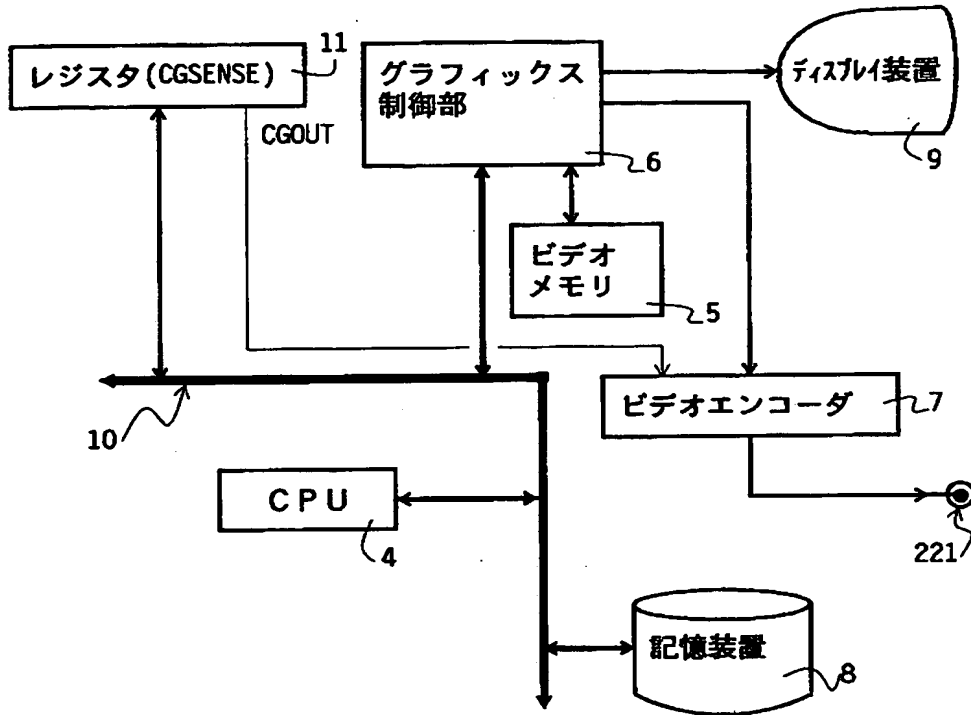 11
レジスタ(CGSENSE)
CGOUT
グラフィックス
制御部
6
ディスプレイ装置
9
ビデオ
メモリ
5
10
ビデオエンコーダ
7
CPU
4
221
記憶装置
8